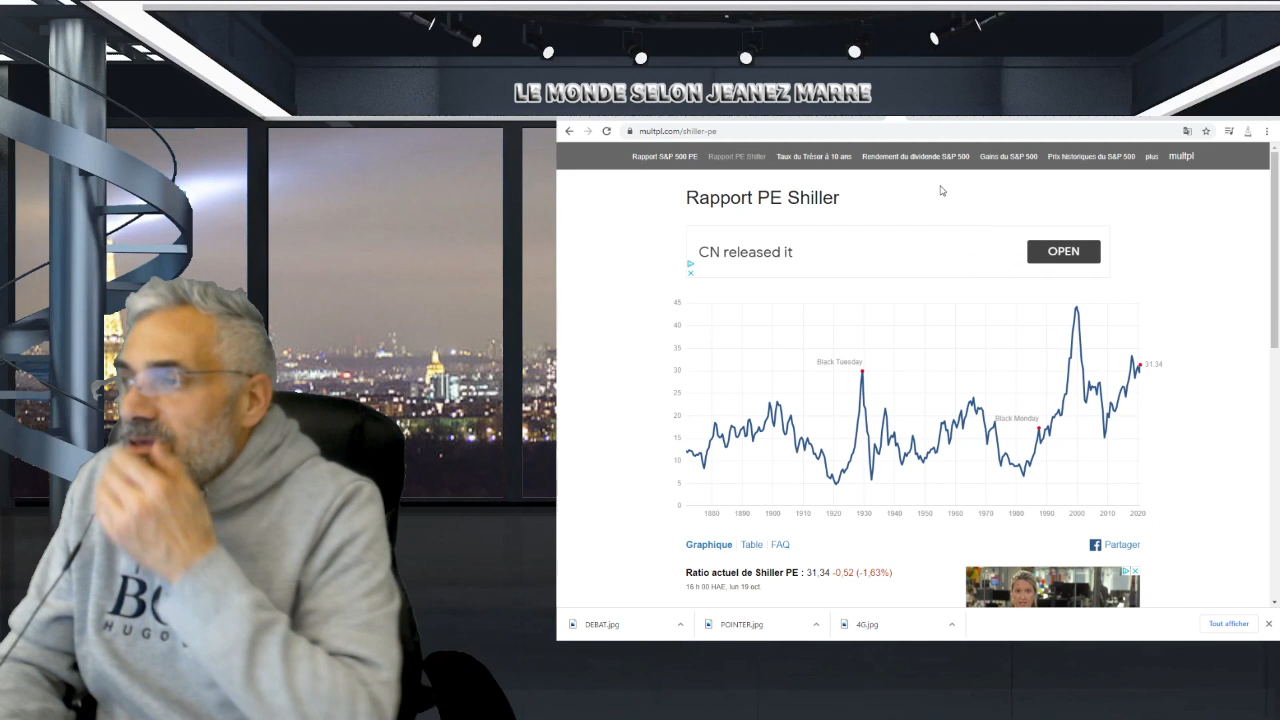 LE MONDE SELON JEANEZ MARRE
multpl.com/shiller-pe
Rapport S&P 500 PE Rapport PE Shiller Taux du Trésor à 10 ans Rendement du dividende S&P 500 Gains du S&P 500 Prix historiques du S&P 500 plus multpl
Rapport PE Shiller
CN released it
OPEN
45
40
35
30
25
20
15
10
5
0
Black Tuesday
Black Monday
31.34
1880 1890 1900 1910 1920 1930 1940 1950 1960 1970 1980 1990 2000 2010 2020
Graphique Table FAQ
Partager
Ratio actuel de Shiller PE : 31,34 -0,52 (-1,63%)
16 h 00 HAE, lun 19 oct.
DEBAT.jpg POINTER.jpg 4G.jpg Tout afficher
HUGO